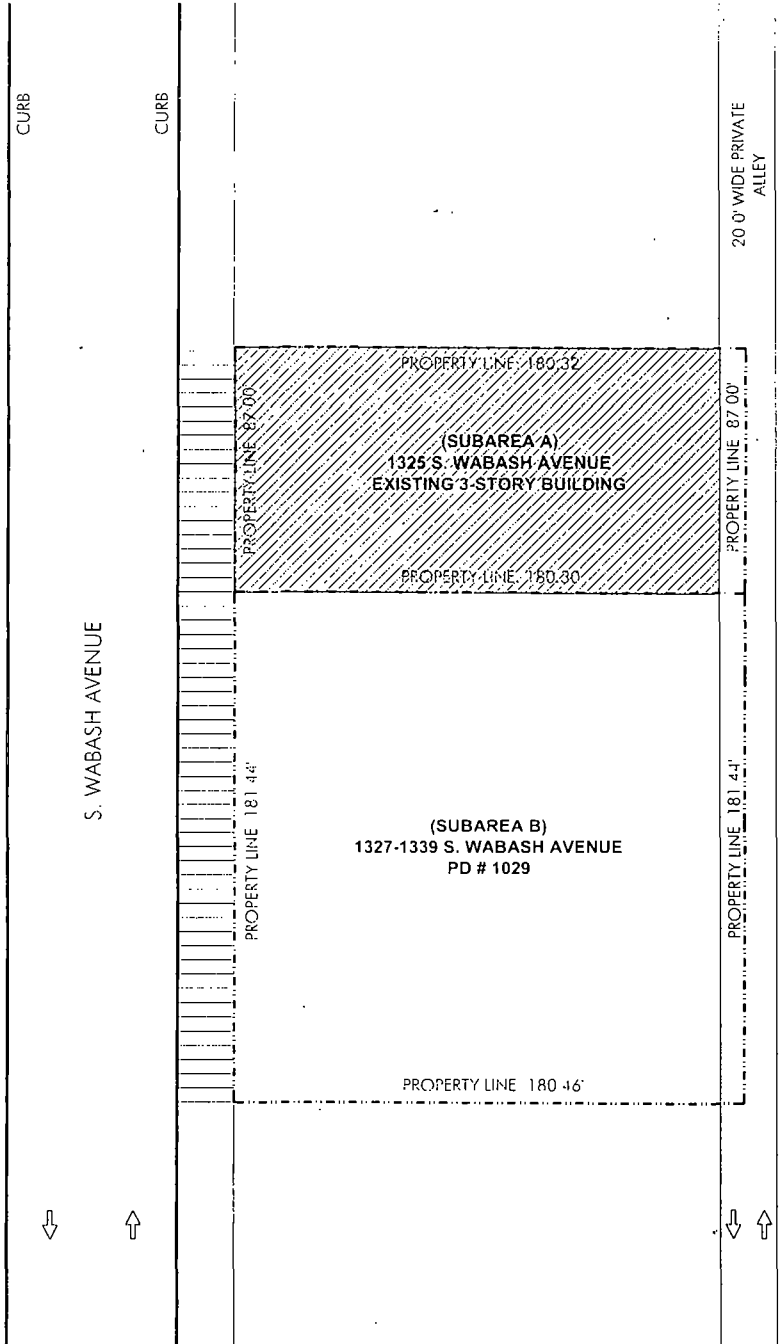 CURB
CURB
20 0' WIDE PRIVATE
ALLEY
PROPERTY LINE 180.32
PROPERTY LINE 87 00'
(SUBAREA A)
1325 S. WABASH AVENUE
EXISTING 3-STORY BUILDING
PROPERTY LINE 87 00'
PROPERTY LINE 180.30
S. WABASH AVENUE
PROPERTY LINE 181 44'
(SUBAREA B)
1327-1339 S. WABASH AVENUE
PD # 1029
PROPERTY LINE 181 44'
PROPERTY LINE 180 46'